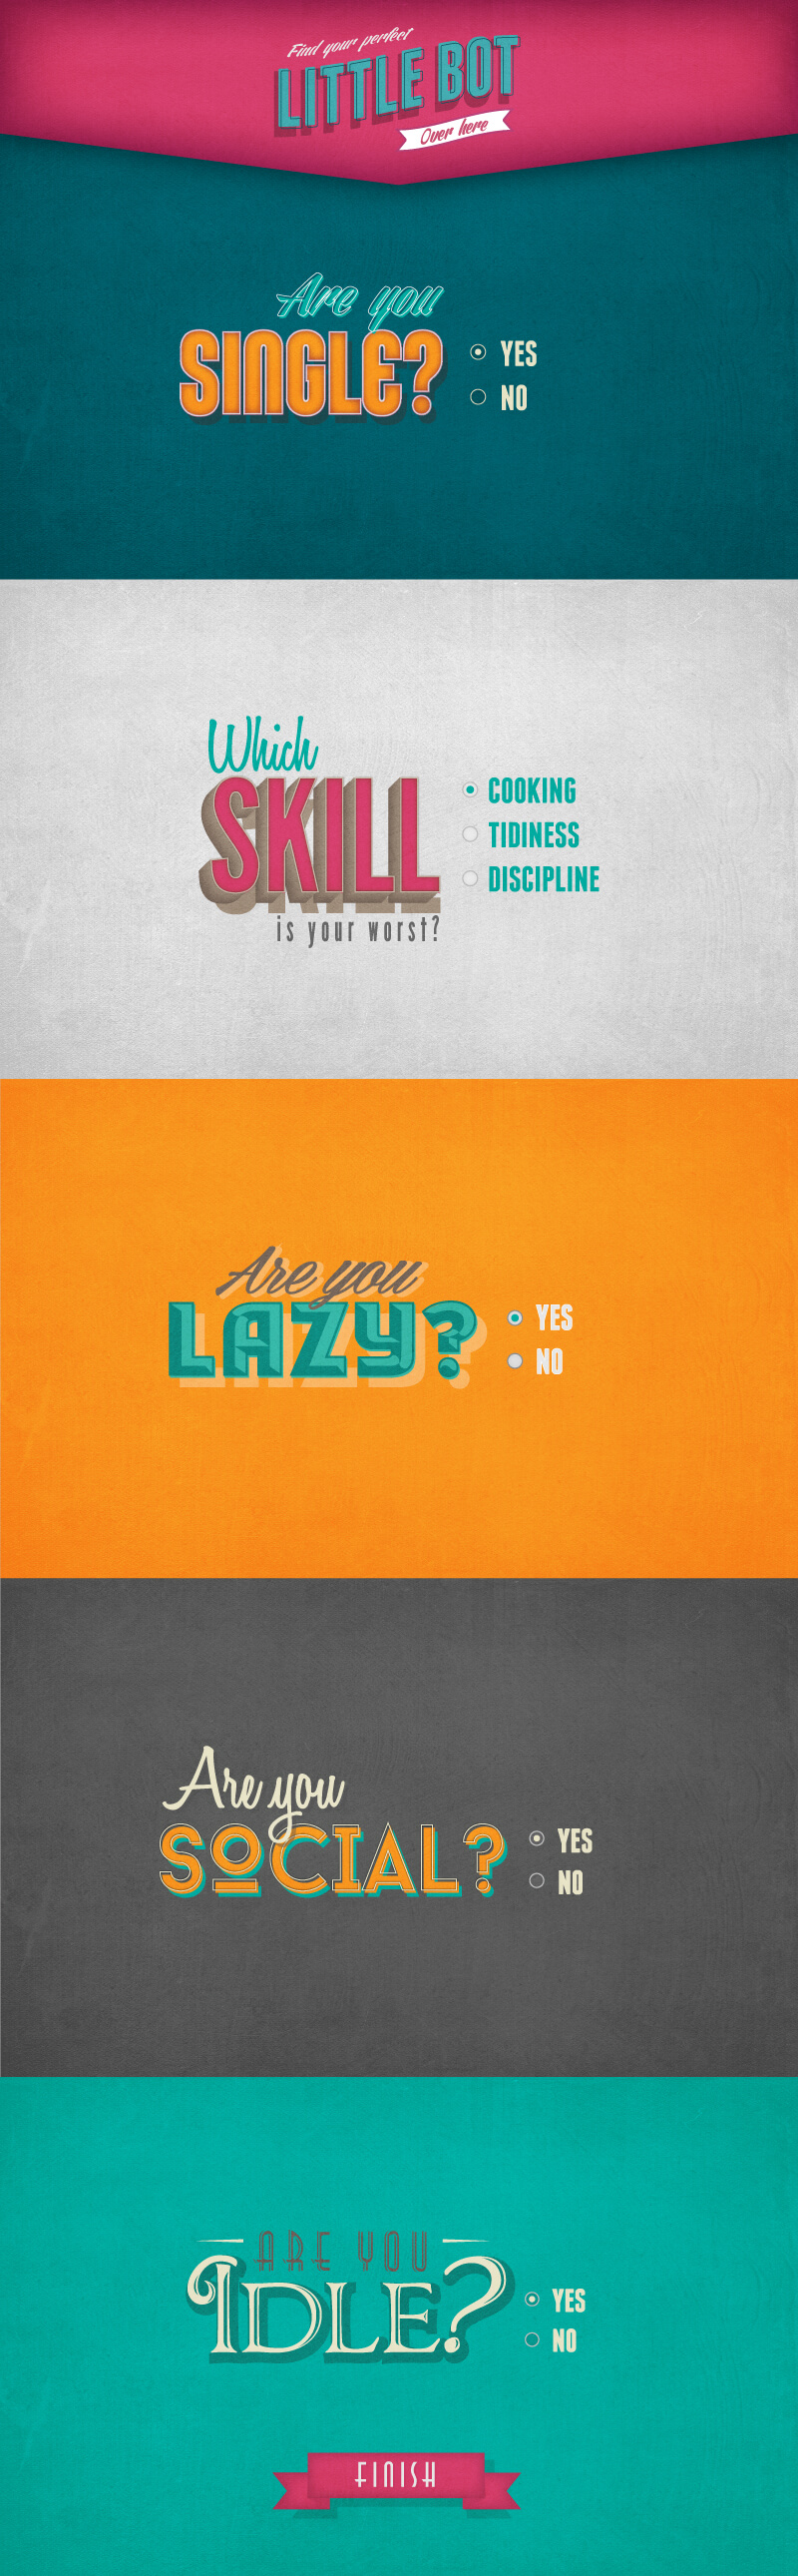 Find your perfect
LITTLE BOT
Over here
Are you
SINGLE?
YES
NO
Which
SKILL
is your worst?
COOKING
TIDINESS
DISCIPLINE
Are you
LAZY?
YES
NO
Are you
SOCIAL?
YES
NO
ARE YOU
IDLE?
YES
NO
FINISH